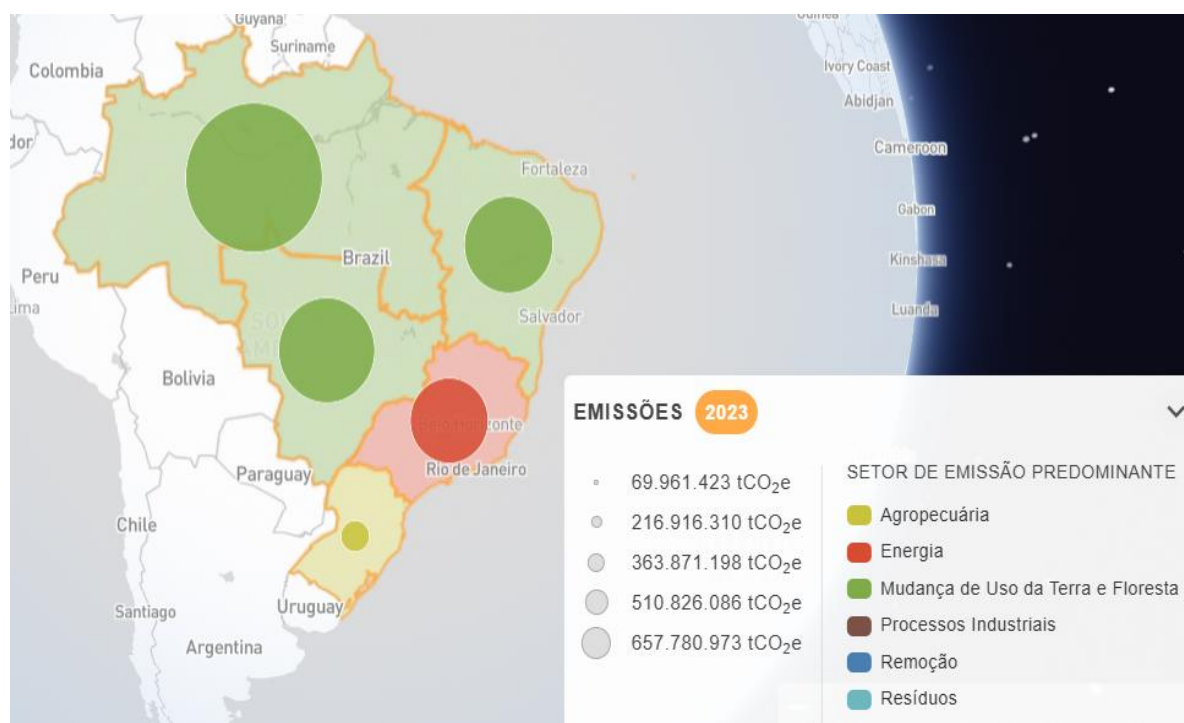 Guyana
Suriname
Colombia
Ivory Coast
Abidjan
Cameroon
Fortaleza
Gabon
Brazil
Kinshasa
Peru
Luanda
Salvador
Bolivia
EMISSÕES 2023
Rio de Janeiro
Paraguay
SETOR DE EMISSÃO PREDOMINANTE
69.961.423 tCO₂e
Agropecuária
216.916.310 tCO₂e
Chile
Energia
363.871.198 tCO₂e
Mudança de Uso da Terra e Floresta
510.826.086 tCO₂e
Santiago
Uruguay
Processos Industriais
657.780.973 tCO₂e
Argentina
Remoção
Resíduos